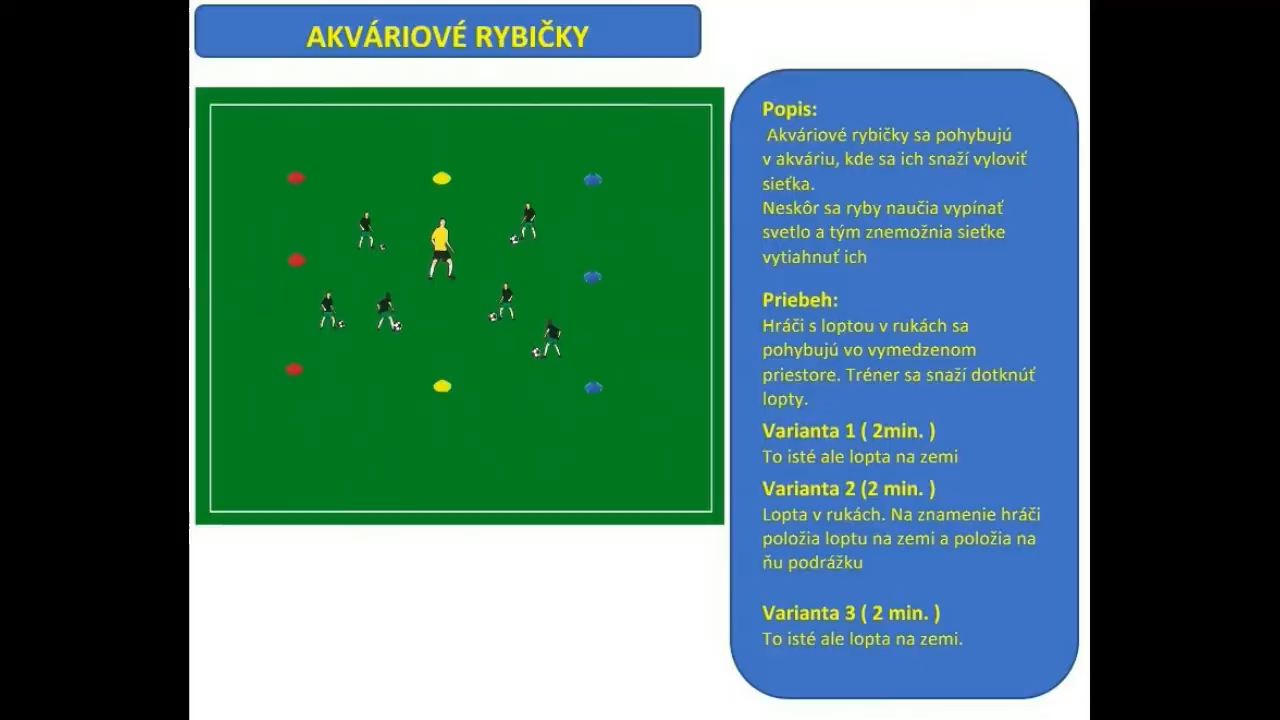 AKVÁRIOVÉ RYBIČKY
Popis:
Akváriové rybičky sa pohybujú
v akváriu, kde sa ich snaží vyloviť
sieťka.
Neskôr sa ryby naučia vypínať
svetlo a tým znemožnia sieťke
vytiahnuť ich
Priebeh:
Hráči s loptou v rukách sa
pohybujú vo vymedzenom
priestore. Tréner sa snaží dotknúť
lopty.
Varianta 1 ( 2min. )
To isté ale lopta na zemi
Varianta 2 (2 min. )
Lopta v rukách. Na znamenie hráči
položia loptu na zemi a položia na
ňu podrážku
Varianta 3 ( 2 min. )
To isté ale lopta na zemi.